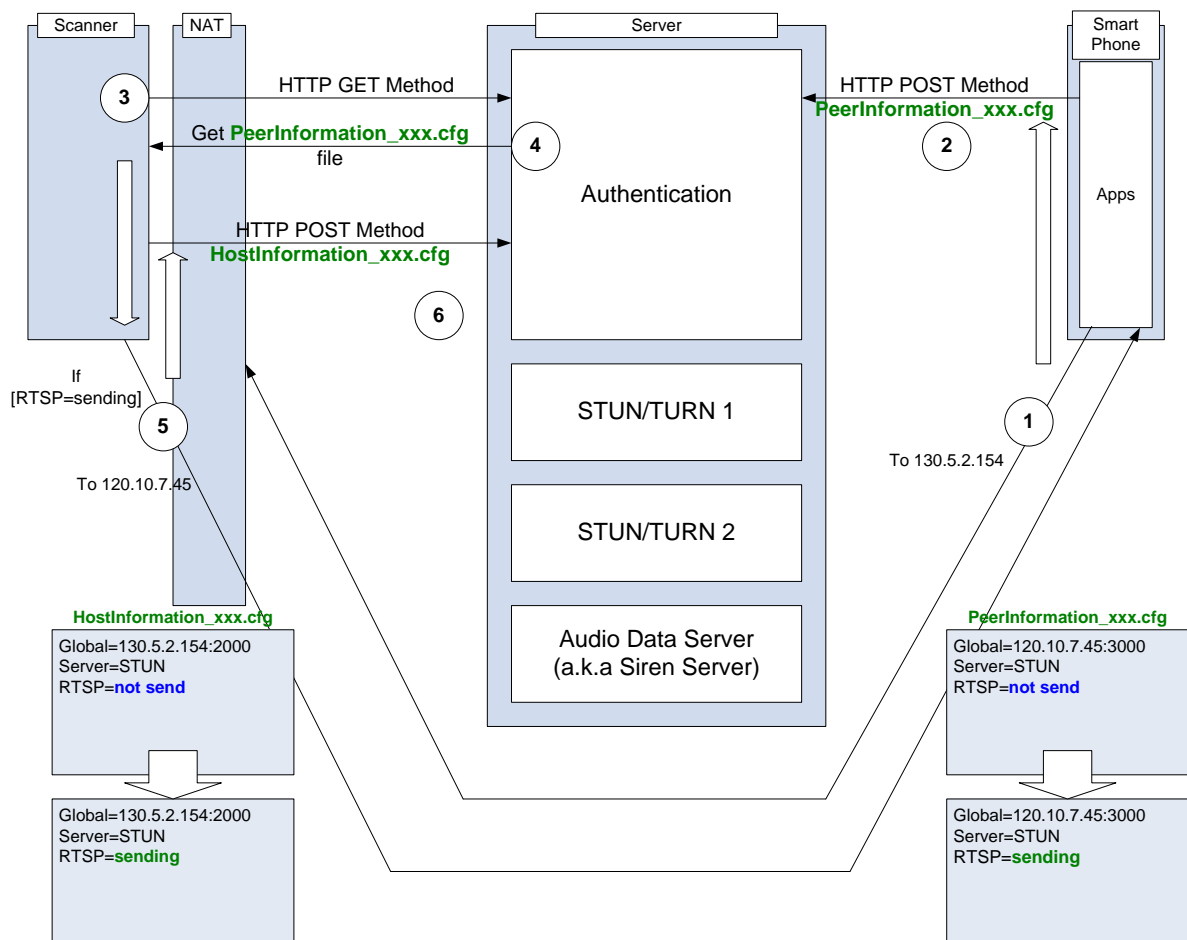 Scanner
NAT
Server
Smart
Phone
3
HTTP GET Method
HTTP POST Method
PeerInformation_xxx.cfg
Get PeerInformation_xxx.cfg
file
4
2
Authentication
Apps
HTTP POST Method
HostInformation_xxx.cfg
6
If
[RTSP=sending]
5
STUN/TURN 1
1
To 130.5.2.154
To 120.10.7.45
STUN/TURN 2
HostInformation_xxx.cfg
Global=130.5.2.154:2000
Server=STUN
RTSP=not send
Audio Data Server
(a.k.a Siren Server)
PeerInformation_xxx.cfg
Global=120.10.7.45:3000
Server=STUN
RTSP=not send
Global=130.5.2.154:2000
Server=STUN
RTSP=sending
Global=120.10.7.45:3000
Server=STUN
RTSP=sending